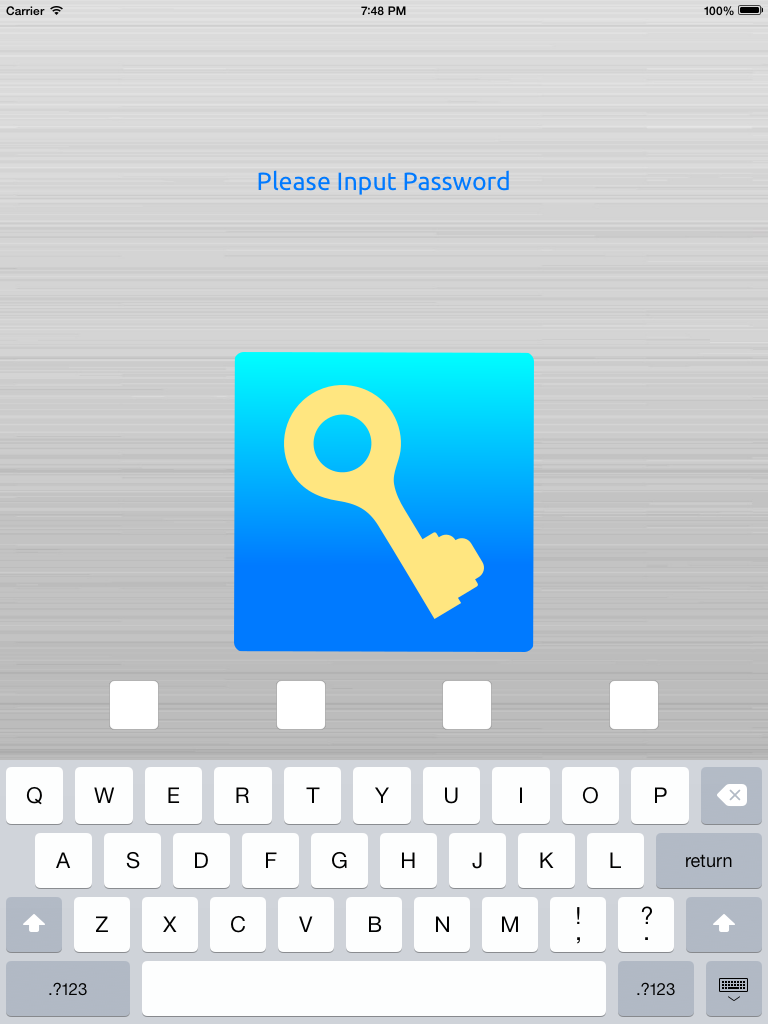 Carrier 7:48 PM 100%
Please Input Password
Q W E R T Y U I O P
A S D F G H J K L return
Z X C V B N M ! , ? .
.?123 .?123